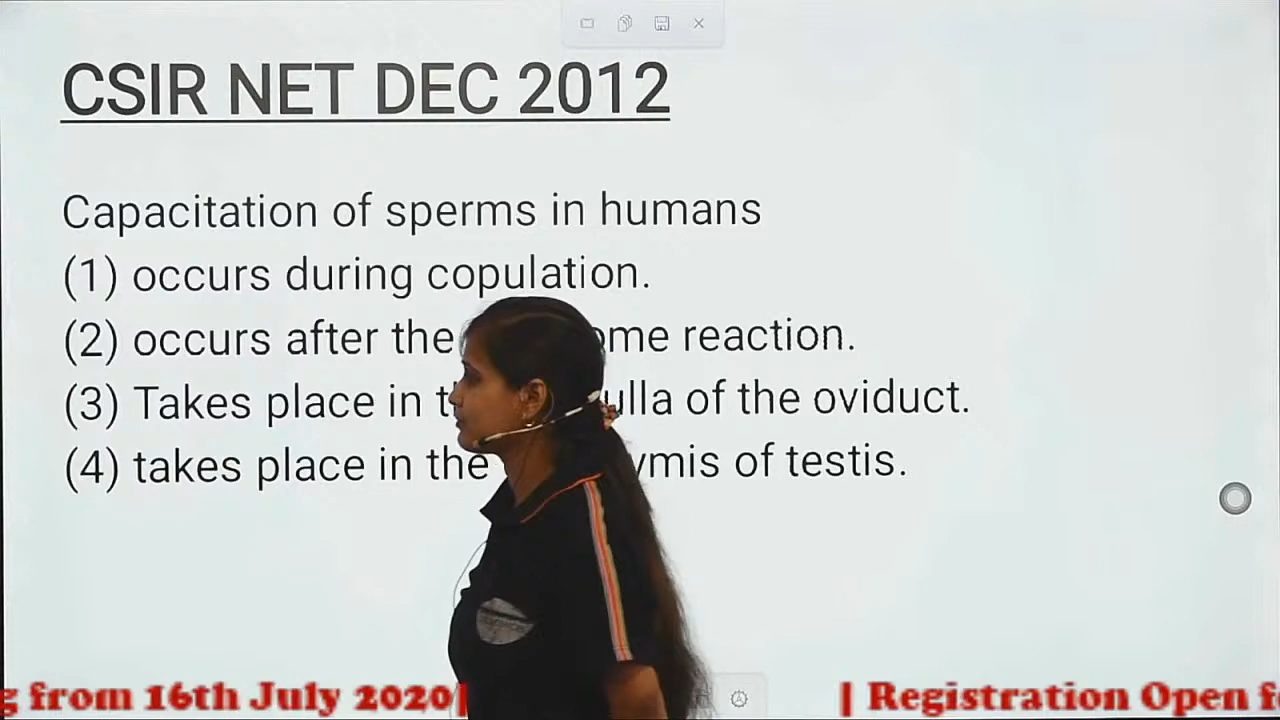 CSIR NET DEC 2012
Capacitation of sperms in humans
(1) occurs during copulation.
(2) occurs after the ome reaction.
(3) Takes place in ulla of the oviduct.
(4) takes place in the ymis of testis.
g from 16th July 2020| | Registration Open f